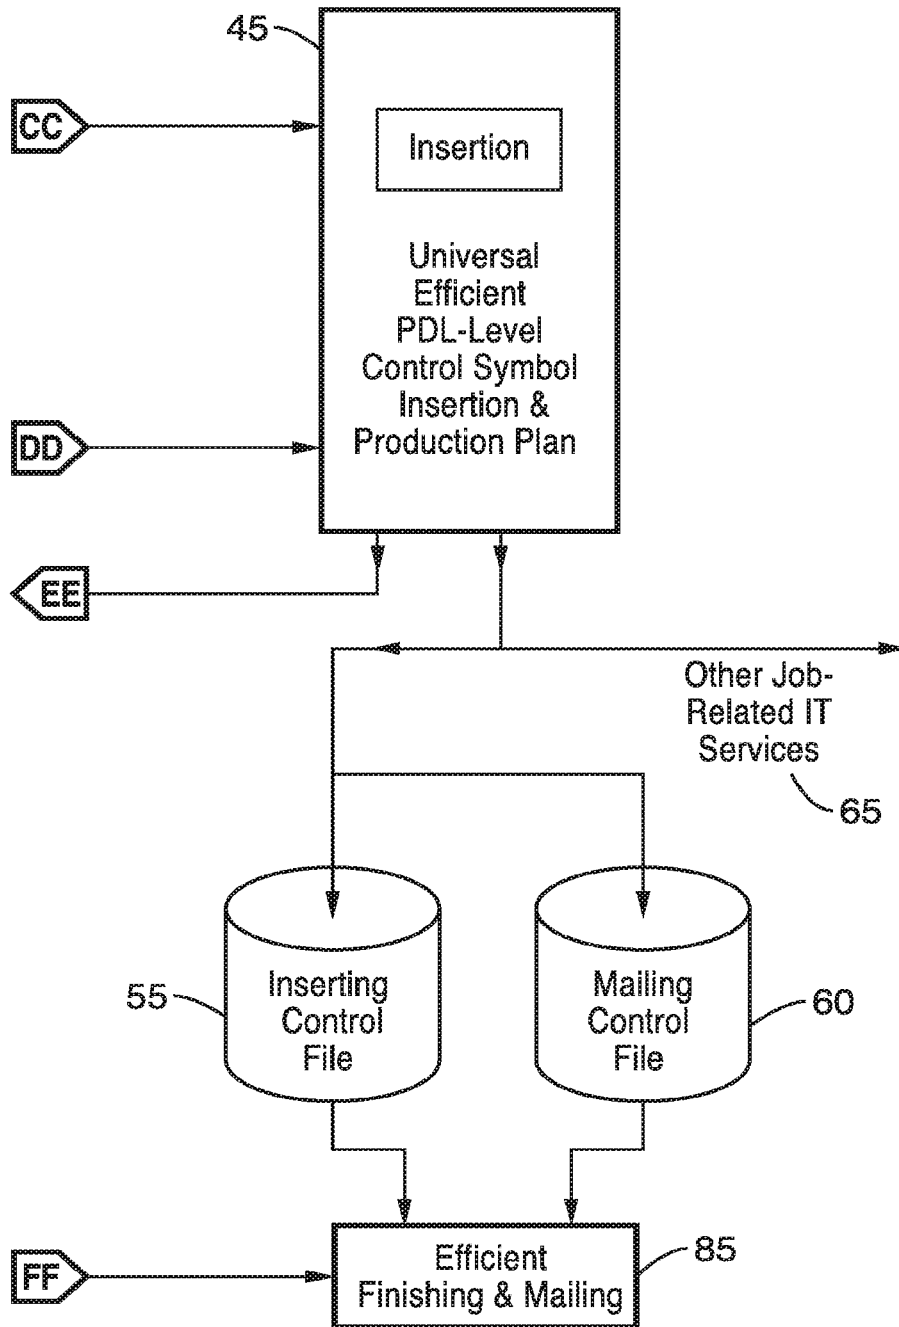 45
CC
Insertion
Universal
Efficient
PDL-Level
Control Symbol
Insertion &
Production Plan
DD
EE
Other Job-
Related IT
Services
65
55
Inserting
Control
File
Mailing
Control
File
60
FF
Efficient
Finishing & Mailing
85